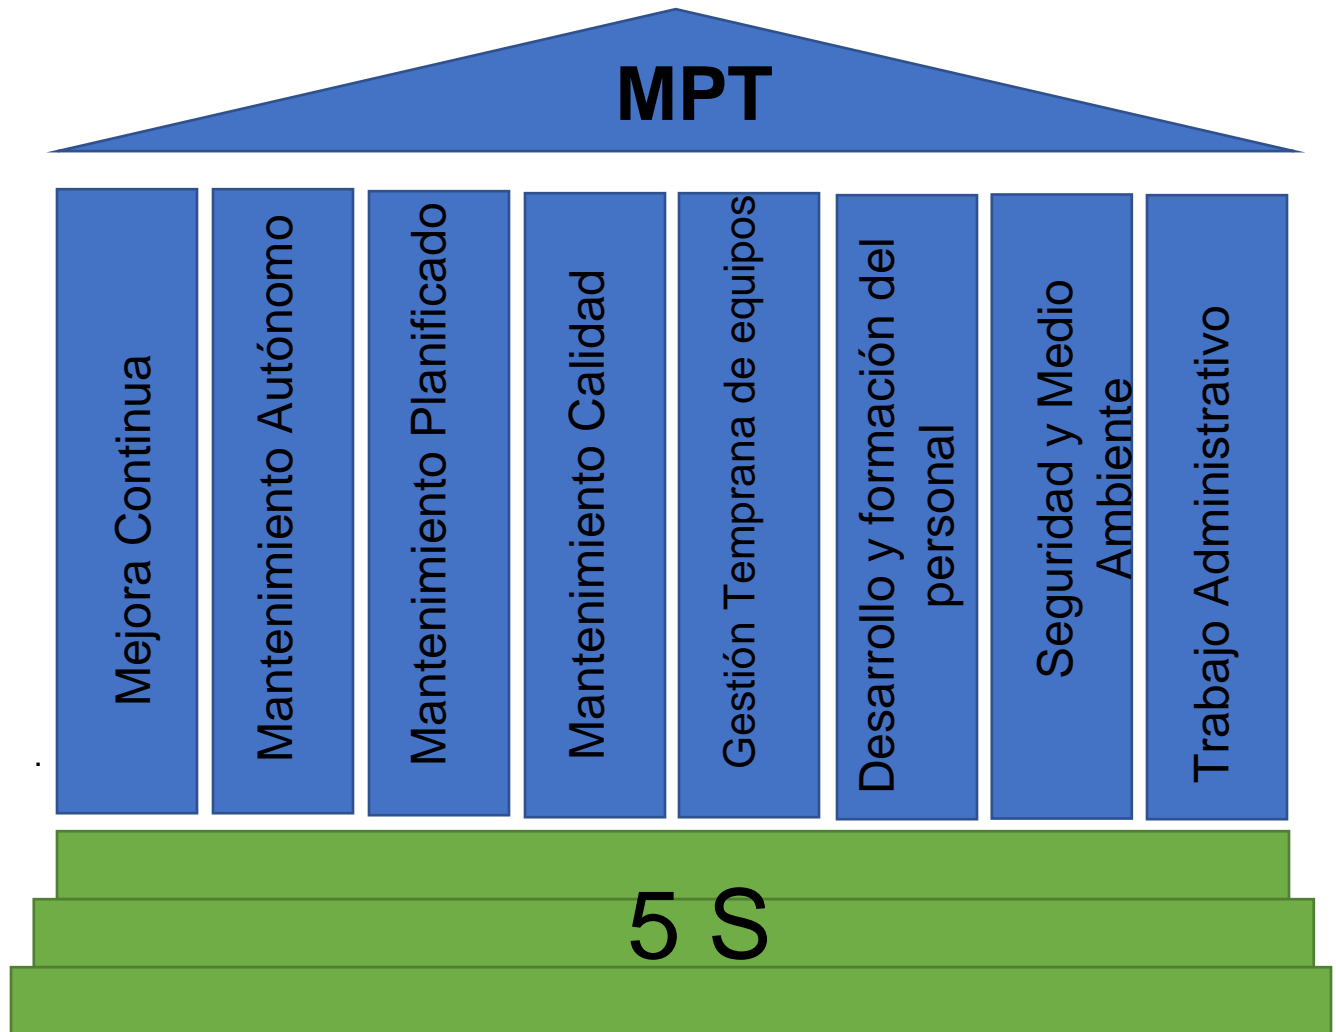 MPT
Mejora Continua
Mantenimiento Autónomo
Mantenimiento Planificado
Mantenimiento Calidad
Gestión Temprana de equipos
Desarrollo y formación del
personal
Seguridad y Medio
Ambiente
Trabajo Administrativo
.
5 S